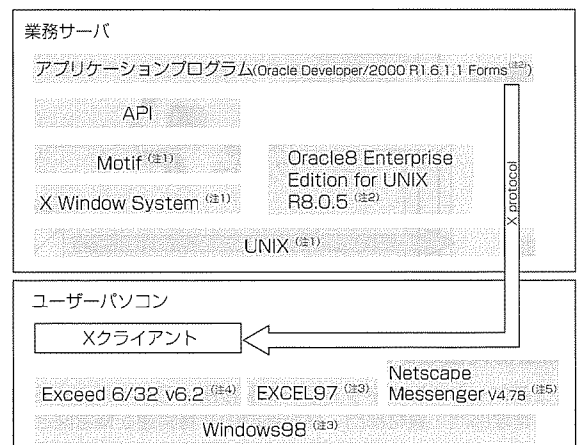 業務サーバ
アプリケーションプログラム(Oracle Developer/2000 R1.6.1.1 Forms(注2))
API
Motif (注1)
X Window System (注1)
Oracle8 Enterprise
Edition for UNIX
R8.0.5 (注2)
UNIX (注1)
X protocol
ユーザーパソコン
Xクライアント
Exceed 6/32 v6.2 (注4)
EXCEL97 (注3)
Netscape
Messenger v4.78 (注5)
Windows98 (注3)